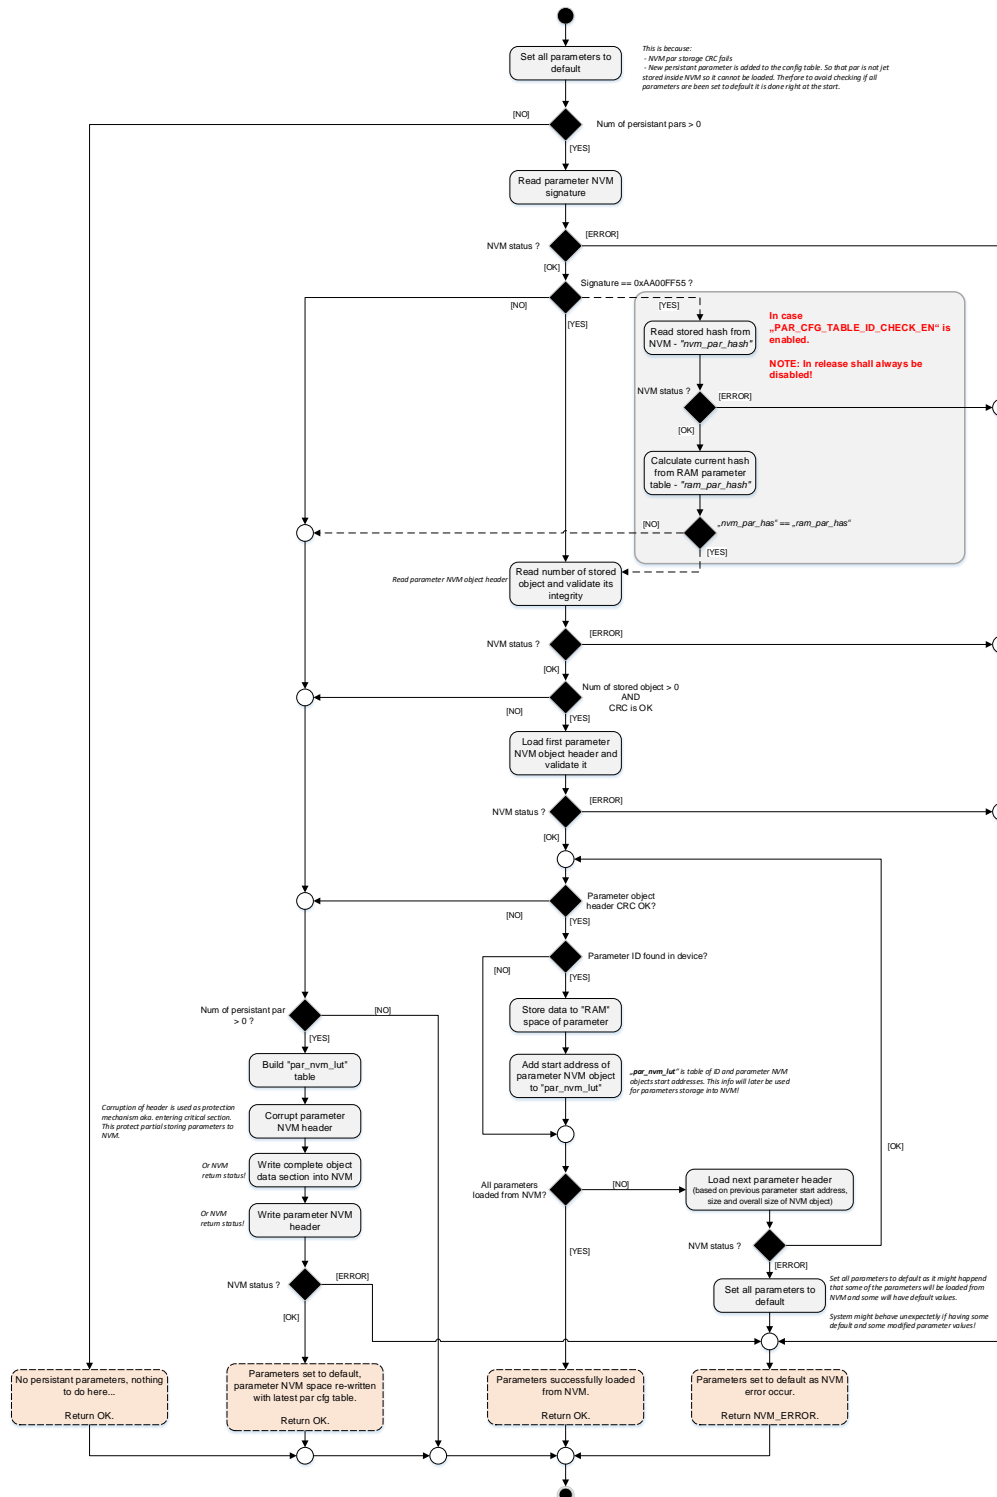 Set all parameters to
default
This is because:
- NVM par storage CRC fails
- New persistant parameter is added to the config table. So that par is not jet
stored inside NVM so it cannot be loaded. Therfore to avoid checking if all
parameters are been set to default it is done right at the start.
[NO]
Num of persistant pars > 0
[YES]
Read parameter NVM
signature
NVM status ?
[ERROR]
[OK]
Signature == 0xAA00FF55 ?
[NO]
[YES]
[YES]
In case
„PAR_CFG_TABLE_ID_CHECK_EN“ is
enabled.
NOTE: In release shall always be
disabled!
Read stored hash from
NVM - "nvm_par_hash"
NVM status ?
[ERROR]
[OK]
Calculate current hash
from RAM parameter
table - "ram_par_hash"
[NO]
„nvm_par_has“ == „ram_par_has“
[YES]
Read parameter NVM object header
Read number of stored
object and validate its
integrity
NVM status ?
[ERROR]
[OK]
Num of stored object > 0
AND
CRC is OK
[NO]
[YES]
Load first parameter
NVM object header and
validate it
NVM status ?
[ERROR]
[OK]
Parameter object
header CRC OK?
[NO]
[YES]
Parameter ID found in device?
[NO]
[YES]
Store data to "RAM"
space of parameter
Num of persistant par
> 0 ?
[NO]
[YES]
Build "par_nvm_lut"
table
Add start address of
parameter NVM object
to "par_nvm_lut"
„par_nvm_lut“ is table of ID and parameter NVM
objects start addresses. This info will later be used
for parameters storage into NVM!
Corruption of header is used as protection
mechanism aka. entering critical section.
This protect partial storing parameters to
NVM.
Corrupt parameter
NVM header
[OK]
Or NVM
return status!
Write complete object
data section into NVM
All parameters
loaded from NVM?
[NO]
Load next parameter header
(based on previous parameter start address,
size and overall size of NVM object)
Or NVM
return status!
Write parameter NVM
header
[YES]
NVM status ?
[ERROR]
NVM status ?
[ERROR]
[OK]
Set all parameters to
default
Set all parameters to default as it might happend
that some of the parameters will be loaded from
NVM and some will have default values.
System might behave unexpectetly if having some
default and some modified parameter values!
No persistant parameters, nothing
to do here...
Return OK.
Parameters set to default,
parameter NVM space re-written
with latest par cfg table.
Return OK.
Parameters successfully loaded
from NVM.
Return OK.
Parameters set to default as NVM
error occur.
Return NVM_ERROR.